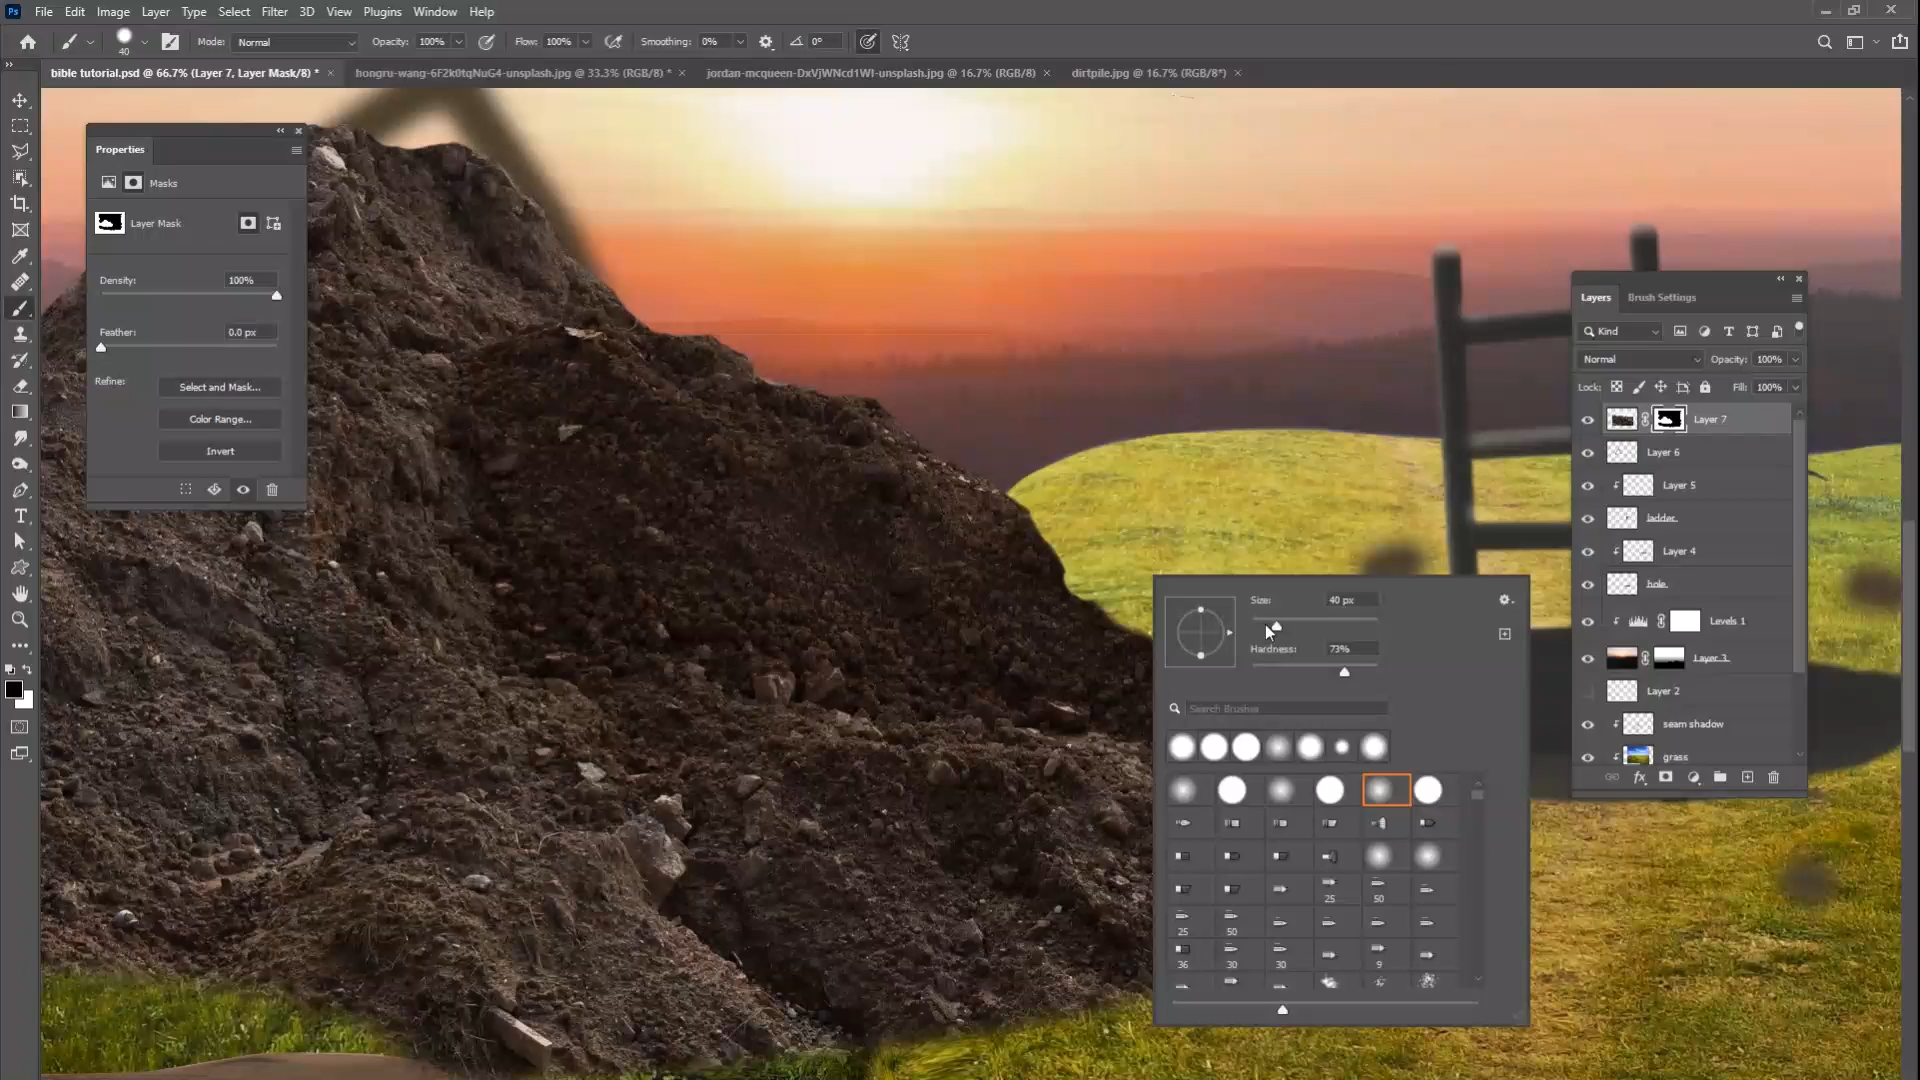 Ps File Edit Image Layer Type Select Filter 3D View Plugins Window Help
40 Mode: Normal Opacity: 100% Flow: 100% Smoothing: 0% 0°
bible tutorial.psd @ 66.7% (Layer 7, Layer Mask/8) * × hongru-wang-6F2k0tqNuG4-unsplash.jpg @ 33.3% (RGB/8) * × jordan-mcqueen-DxVjWNcd1WI-unsplash.jpg @ 16.7% (RGB/8) × dirtpile.jpg @ 16.7% (RGB/8*) ×
Properties
Masks
Layer Mask
Density: 100%
Feather: 0.0 px
Refine: Select and Mask...
Color Range...
Invert
Size: 40 px
Hardness: 73%
Search Brushes
25 50
25 50
36 30 30 9
Layers Brush Settings
Kind
Normal Opacity: 100%
Lock: Fill: 100%
Layer 7
Layer 6
Layer 5
ladder
Layer 4
hole
Levels 1
Layer 3
Layer 2
seam shadow
grass
fx